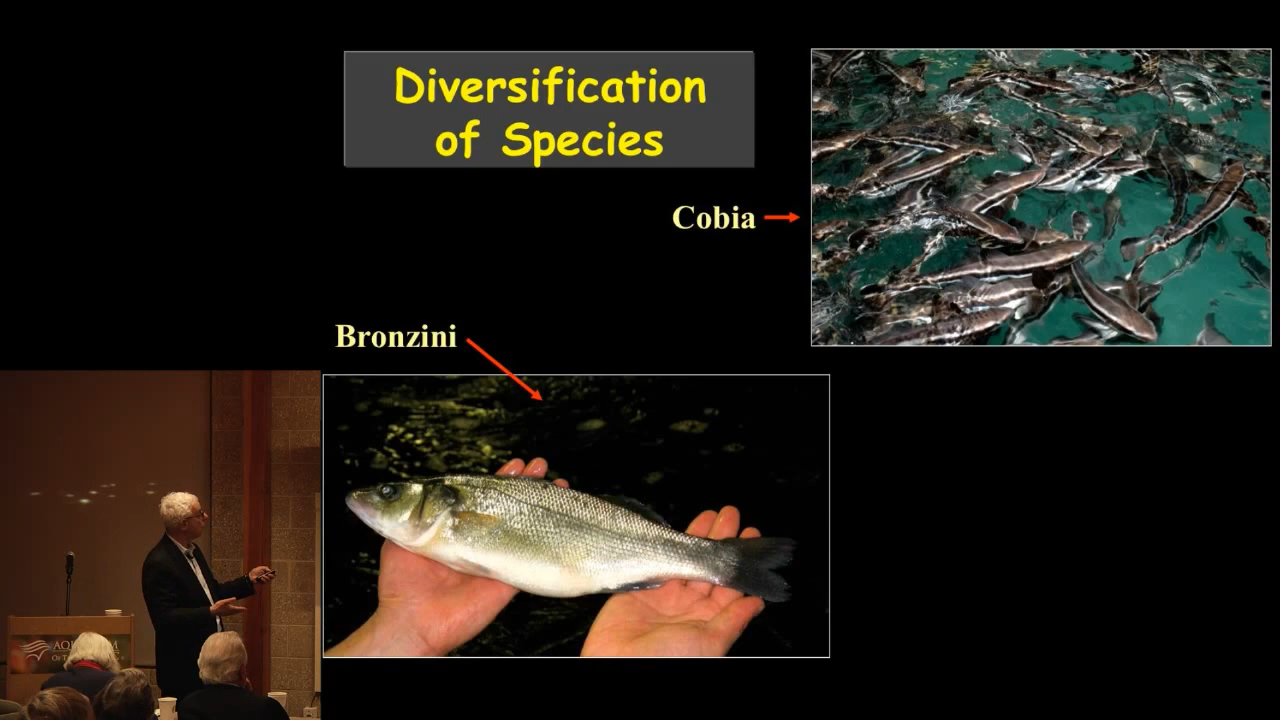 Diversification
of Species
Cobia
Bronzini